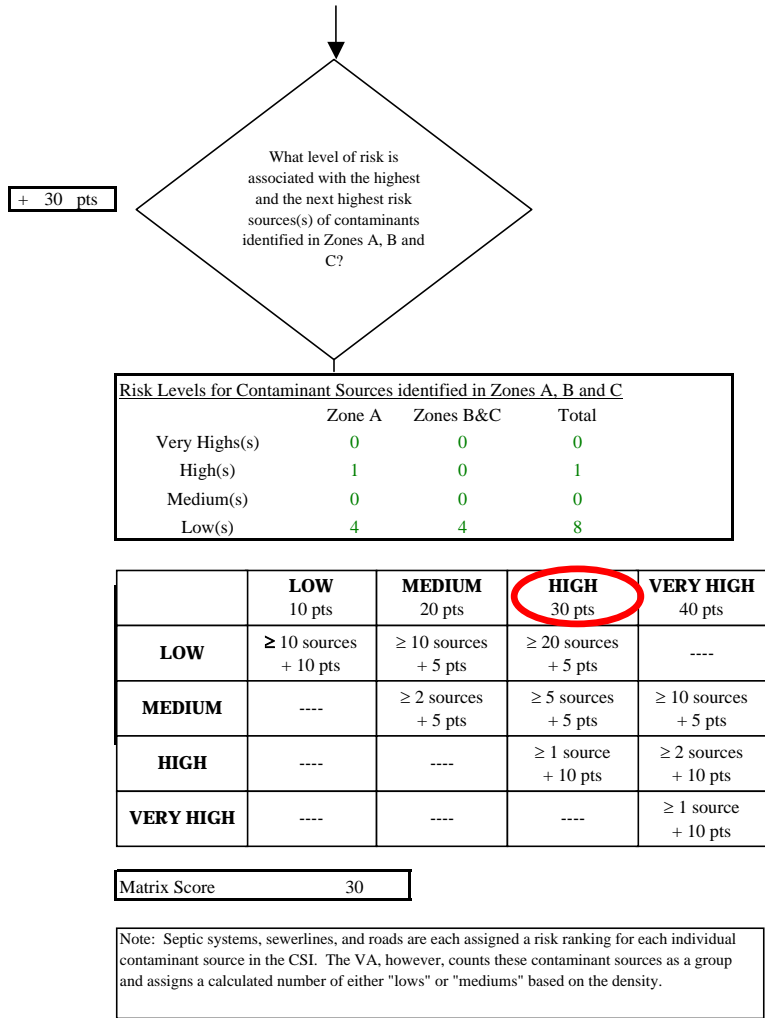 What level of risk is
associated with the highest
and the next highest risk
sources(s) of contaminants
identified in Zones A, B and
C?
+ 30 pts
Risk Levels for Contaminant Sources identified in Zones A, B and C
Zone A Zones B&C Total
Very Highs(s) 0 0 0
High(s) 1 0 1
Medium(s) 0 0 0
Low(s) 4 4 8
LOW MEDIUM HIGH VERY HIGH
10 pts 20 pts 30 pts 40 pts
LOW ≥ 10 sources ≥ 10 sources ≥ 20 sources ----
+ 10 pts + 5 pts + 5 pts
MEDIUM ---- ≥ 2 sources ≥ 5 sources ≥ 10 sources
+ 5 pts + 5 pts + 5 pts
HIGH ---- ---- ≥ 1 source ≥ 2 sources
+ 10 pts + 10 pts
VERY HIGH ---- ---- ---- ≥ 1 source
+ 10 pts
Matrix Score 30
Note: Septic systems, sewerlines, and roads are each assigned a risk ranking for each individual
contaminant source in the CSI. The VA, however, counts these contaminant sources as a group
and assigns a calculated number of either "lows" or "mediums" based on the density.